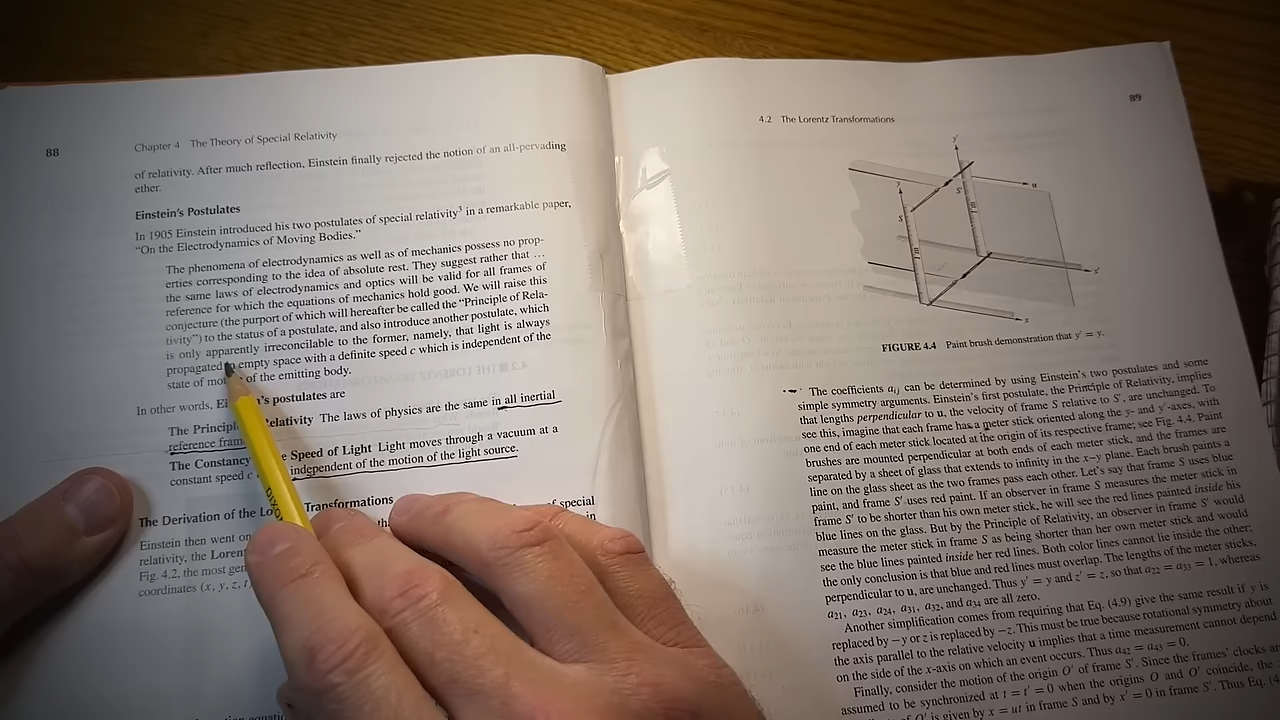 88
Chapter 4 The Theory of Special Relativity
of relativity. After much reflection, Einstein finally rejected the notion of an all-pervading
ether.
Einstein's Postulates
In 1905 Einstein introduced his two postulates of special relativity³ in a remarkable paper,
"On the Electrodynamics of Moving Bodies."
The phenomena of electrodynamics as well as of mechanics possess no prop-
erties corresponding to the idea of absolute rest. They suggest rather that ...
the same laws of electrodynamics and optics will be valid for all frames of
reference for which the equations of mechanics hold good. We will raise this
conjecture (the purport of which will hereafter be called the "Principle of Rela-
tivity") to the status of a postulate, and also introduce another postulate, which
is only apparently irreconcilable to the former, namely, that light is always
propagated empty space with a definite speed c which is independent of the
state of of the emitting body.
In other words, 's postulates are
The elativity The laws of physics are the same in all inertial
reference
The Constancy Speed of Light Light moves through a vacuum at a
constant speed c independent of the motion of the light source.
The Derivation of the Transformations
Einstein then went on of special
relativity, the in
Fig. 4.2, the most
coordinates (x, y, z,
4.2 The Lorentz Transformations
89
y'
S'
u
y
S
x'
x
FIGURE 4.4 Paint brush demonstration that y' = y.
The coefficients aij can be determined by using Einstein's two postulates and some
simple symmetry arguments. Einstein's first postulate, the Principle of Relativity, implies
that lengths perpendicular to u, the velocity of frame S relative to S', are unchanged. To
see this, imagine that each frame has a meter stick oriented along the y- and y'-axes, with
one end of each meter stick located at the origin of its respective frame; see Fig. 4.4. Paint
brushes are mounted perpendicular at both ends of each meter stick, and the frames are
separated by a sheet of glass that extends to infinity in the x–y plane. Each brush paints a
line on the glass sheet as the two frames pass each other. Let's say that frame S uses blue
paint, and frame S' uses red paint. If an observer in frame S measures the meter stick in
frame S' to be shorter than his own meter stick, he will see the red lines painted inside his
blue lines on the glass. But by the Principle of Relativity, an observer in frame S' would
measure the meter stick in frame S as being shorter than her own meter stick and would
see the blue lines painted inside her red lines. Both color lines cannot lie inside the other;
the only conclusion is that blue and red lines must overlap. The lengths of the meter sticks,
perpendicular to u, are unchanged. Thus y' = y and z' = z, so that a22 = a33 = 1, whereas
a21, a23, a24, a31, a32, and a34 are all zero.
Another simplification comes from requiring that Eq. (4.9) give the same result if y is
replaced by −y or z is replaced by −z. This must be true because rotational symmetry about
the axis parallel to the relative velocity u implies that a time measurement cannot depend
on the side of the x-axis on which an event occurs. Thus a42 = a43 = 0.
Finally, consider the motion of the origin O' of frame S'. Since the frames' clocks
assumed to be synchronized at t = t' = 0 when the origins O and O' coincide, the
of O' is given by x = ut in frame S and by x' = 0 in frame S'. Thus Eq.